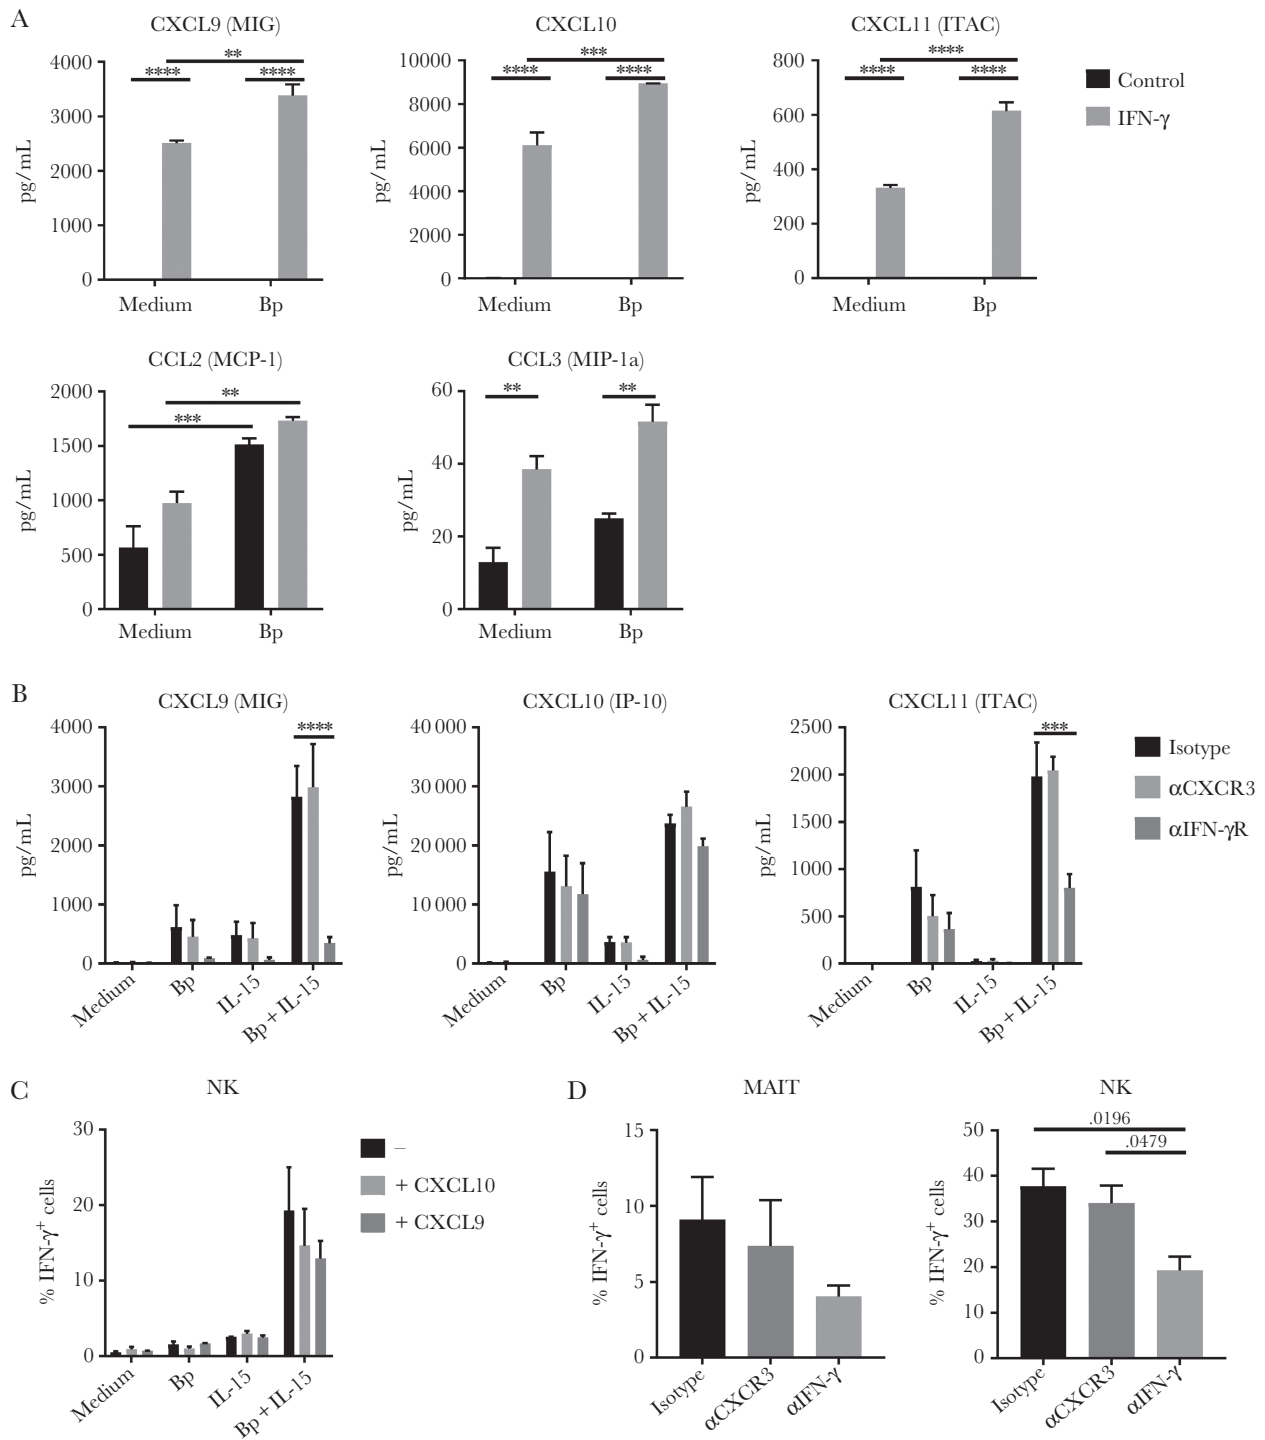 A
CXCL9 (MIG)
CXCL10
CXCL11 (ITAC)
**
***
****
****
****
****
****
****
****
4000
3000
2000
1000
0
pg/mL
Medium
Bp
10000
8000
6000
4000
2000
0
pg/mL
Medium
Bp
800
600
400
200
0
pg/mL
Medium
Bp
Control
IFN-γ
CCL2 (MCP-1)
CCL3 (MIP-1a)
**
***
**
**
2000
1500
1000
500
0
pg/mL
Medium
Bp
60
40
20
0
pg/mL
Medium
Bp
B
CXCL9 (MIG)
CXCL10 (IP-10)
CXCL11 (ITAC)
****
***
4000
3000
2000
1000
0
pg/mL
Medium
Bp
IL-15
Bp + IL-15
40 000
30 000
20 000
10 000
0
pg/mL
Medium
Bp
IL-15
Bp + IL-15
2500
2000
1500
1000
500
0
pg/mL
Medium
Bp
IL-15
Bp + IL-15
Isotype
αCXCR3
αIFN-γR
C
NK
30
20
10
0
% IFN-γ+ cells
Medium
Bp
IL-15
Bp + IL-15
–
+ CXCL10
+ CXCL9
D
MAIT
15
10
5
0
% IFN-γ+ cells
Isotype
αCXCR3
αIFN-γ
NK
.0196
.0479
50
40
30
20
10
0
% IFN-γ+ cells
Isotype
αCXCR3
αIFN-γ